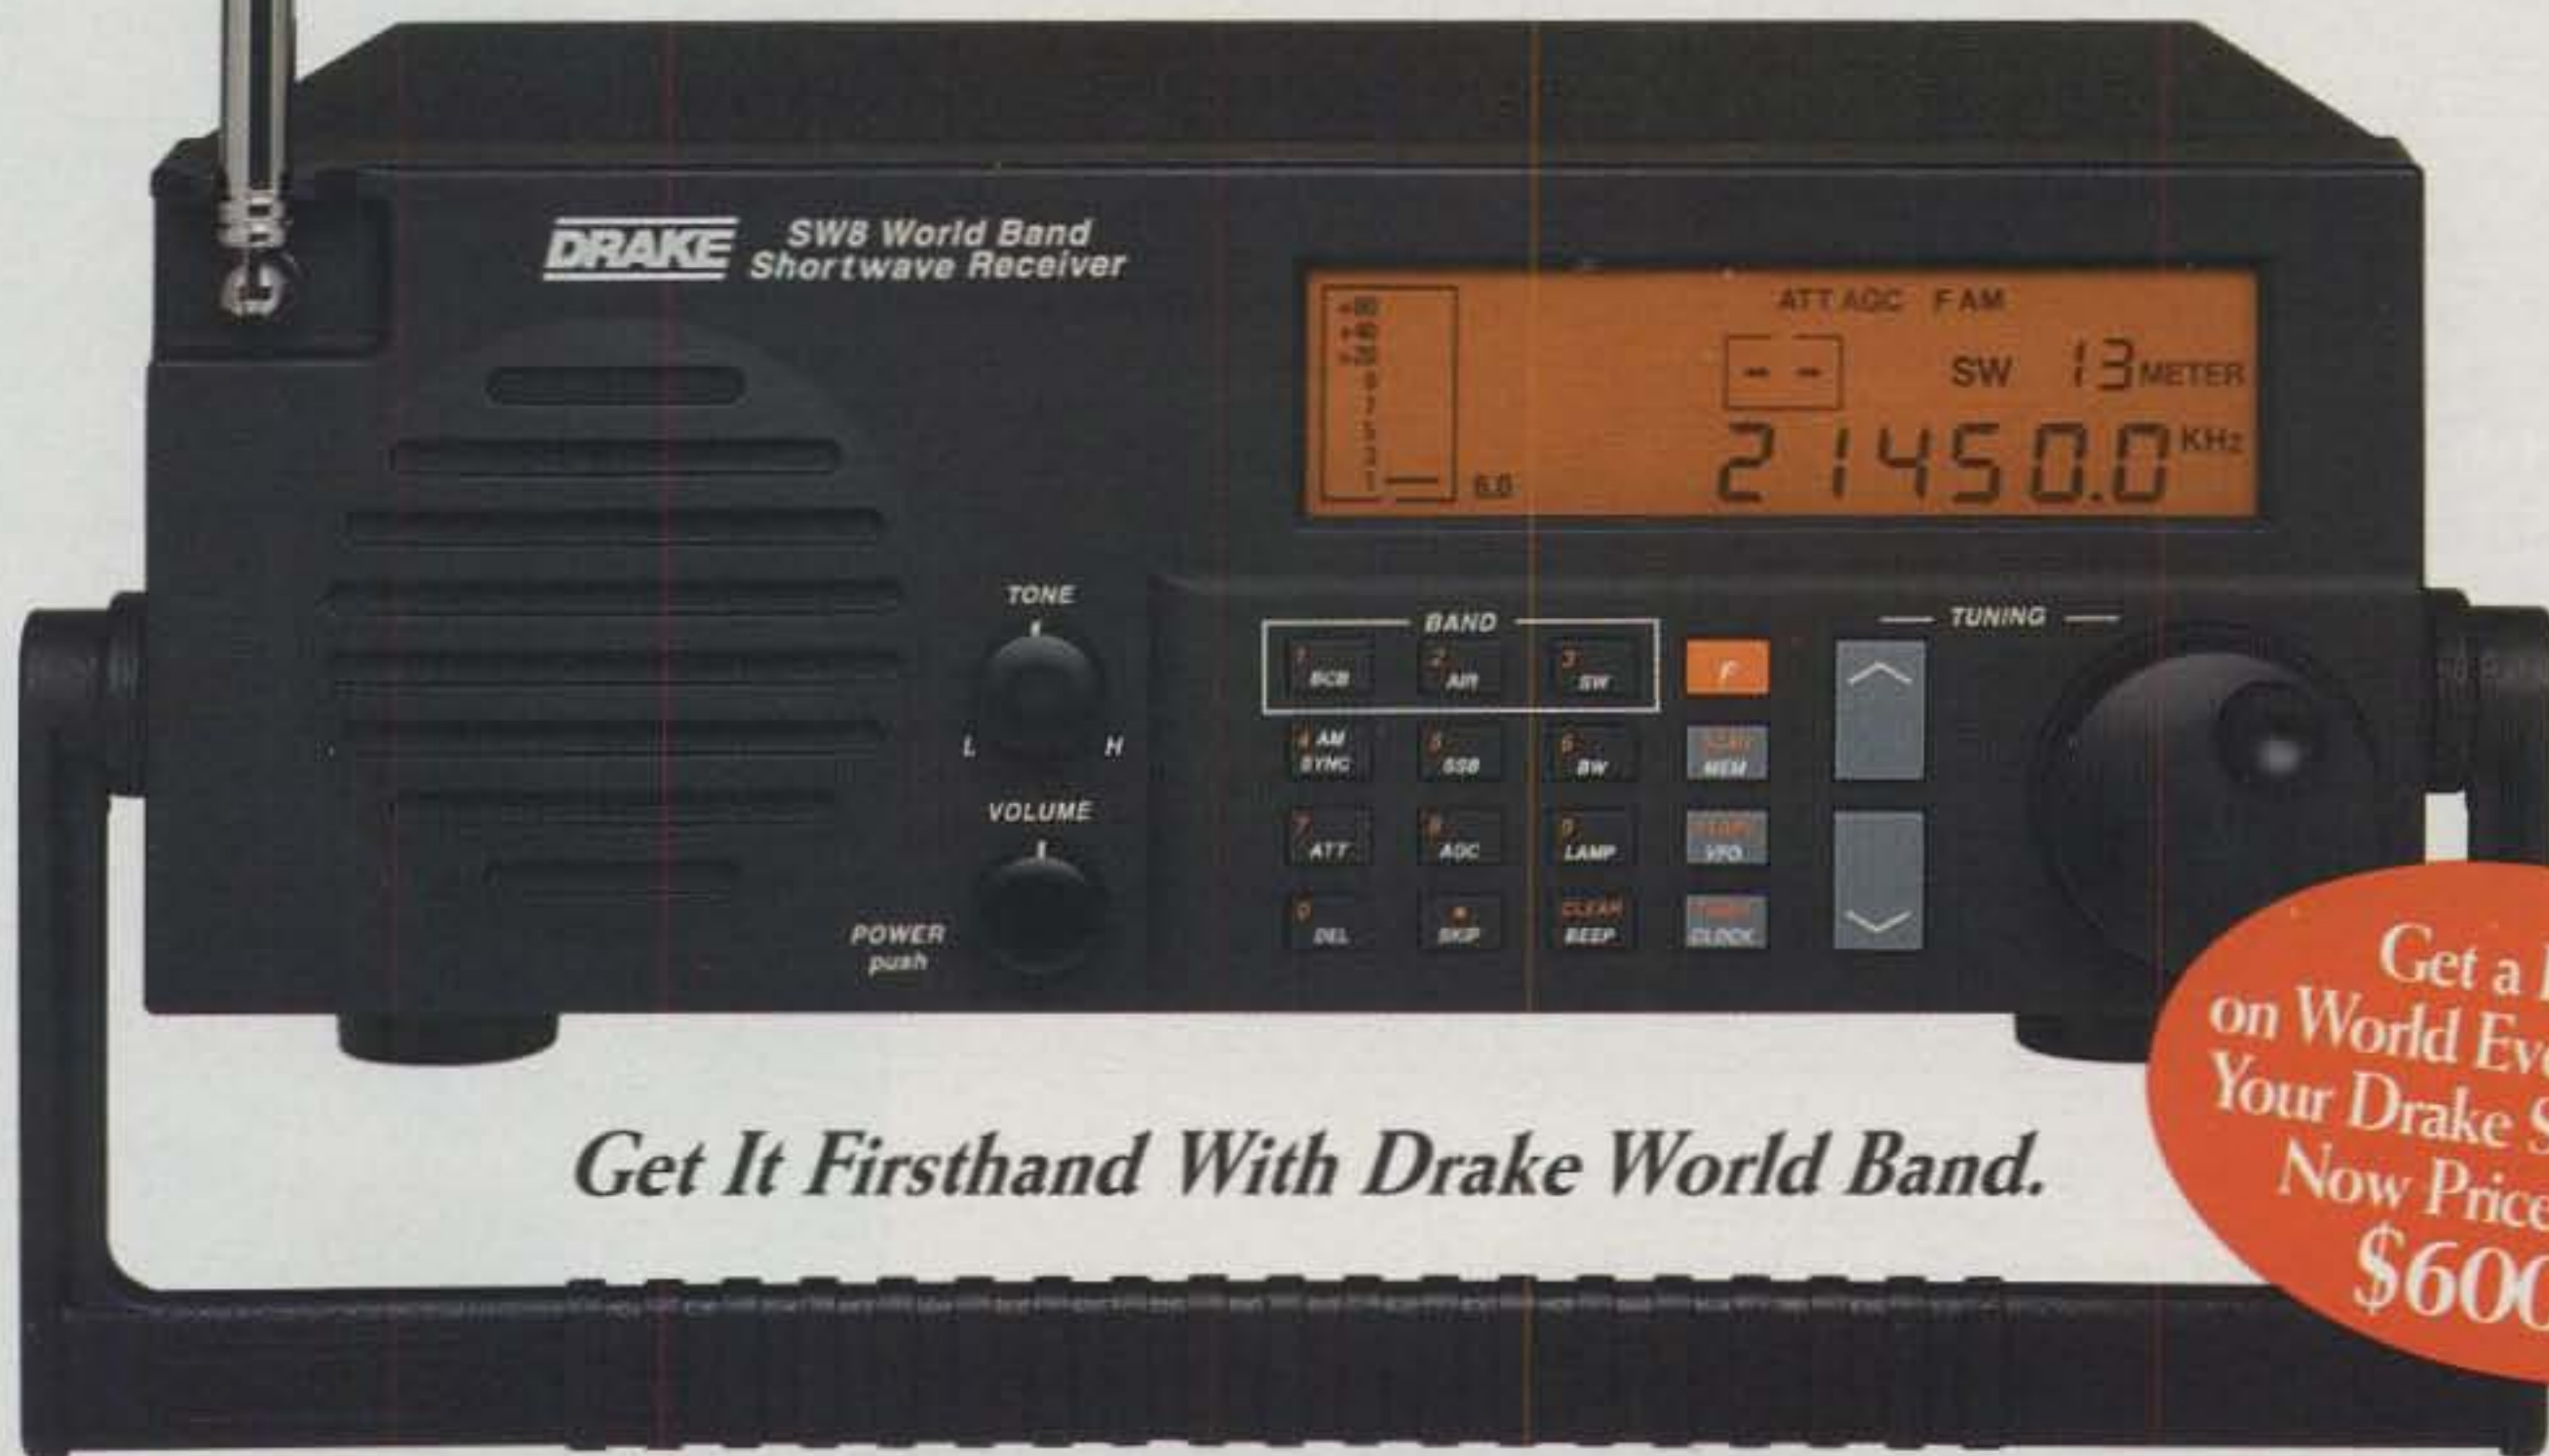 DRAKE
SW8 World Band
Shortwave Receiver
ATT AGC F AM
-- SW 13 METER
21450.0 KHz
6.0
TONE
L H
VOLUME
POWER
push
BAND
TUNING
1 BCB 2 AIR 3 SW F
4 AM SYNC 5 SSB 6 BW MEM
7 ATT 8 AGC 9 LAMP VFO
0 DEL SKIP CLEAR BEEP CLOCK
Get a
on World
Your Drake
Now
$600
Get It Firsthand With Drake World Band.